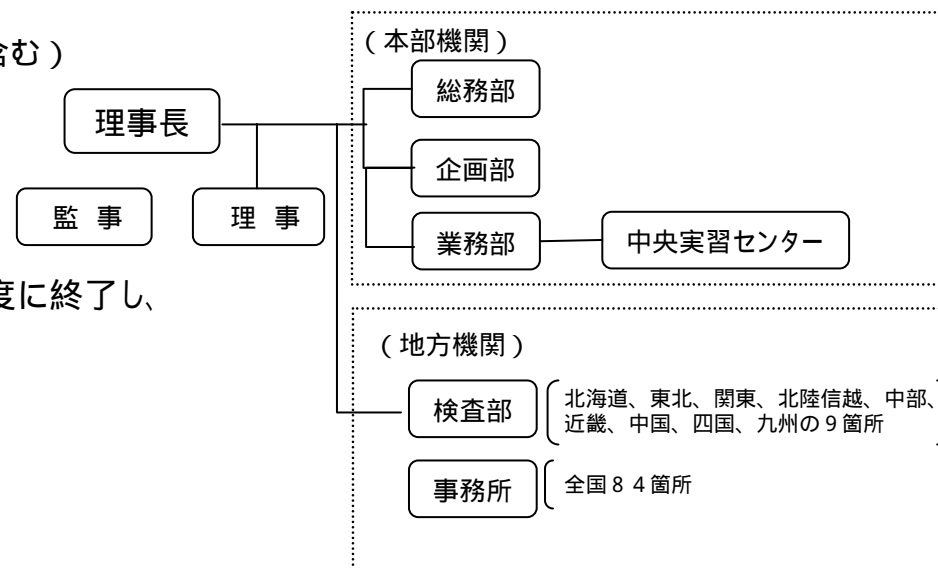 含む）
（本部機関）
総務部
理事長
企画部
監 事
理 事
業務部
中央実習センター
度に終了し、
（地方機関）
検査部
北海道、東北、関東、北陸信越、中部、
近畿、中国、四国、九州の９箇所
事務所
全国８４箇所